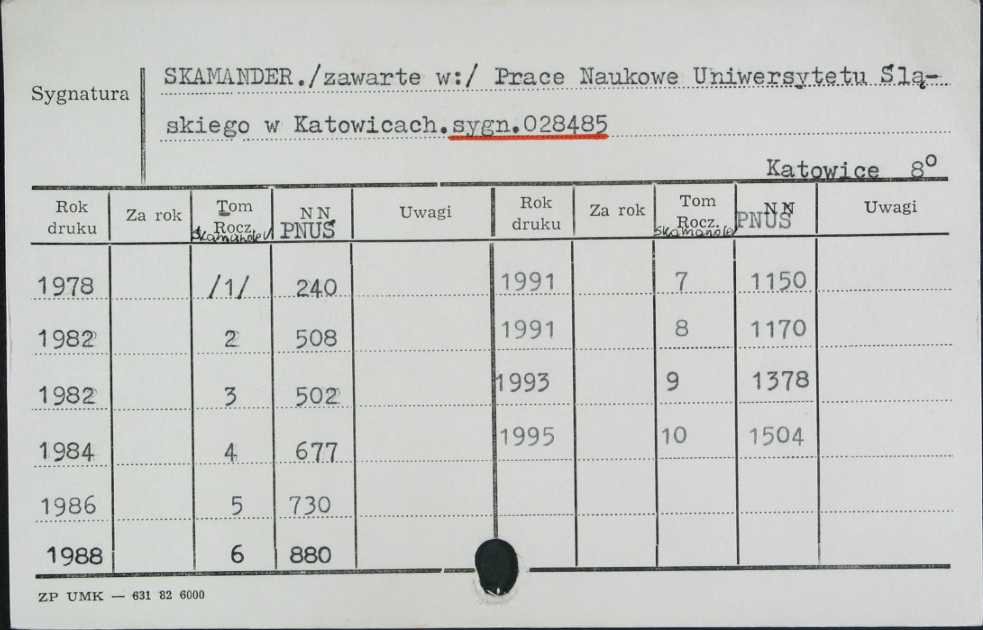 Sygnatura
SKAMANDER./zawarte w:/ Prace Naukowe Uniwersytetu Ślą-
skiego w Katowicach.sygn.028485
Katowice 8°
Rok druku Za rok Tom Rocz. Skamander NN PNUŚ Uwagi Rok druku Za rok Tom Rocz. Skamander NN PNUŚ Uwagi
1978 /1/ 240 1991 7 1150
1982 2 508 1991 8 1170
1982 3 502 1993 9 1378
1984 4 677 1995 10 1504
1986 5 730
1988 6 880
ZP UMK — 631 82 6000